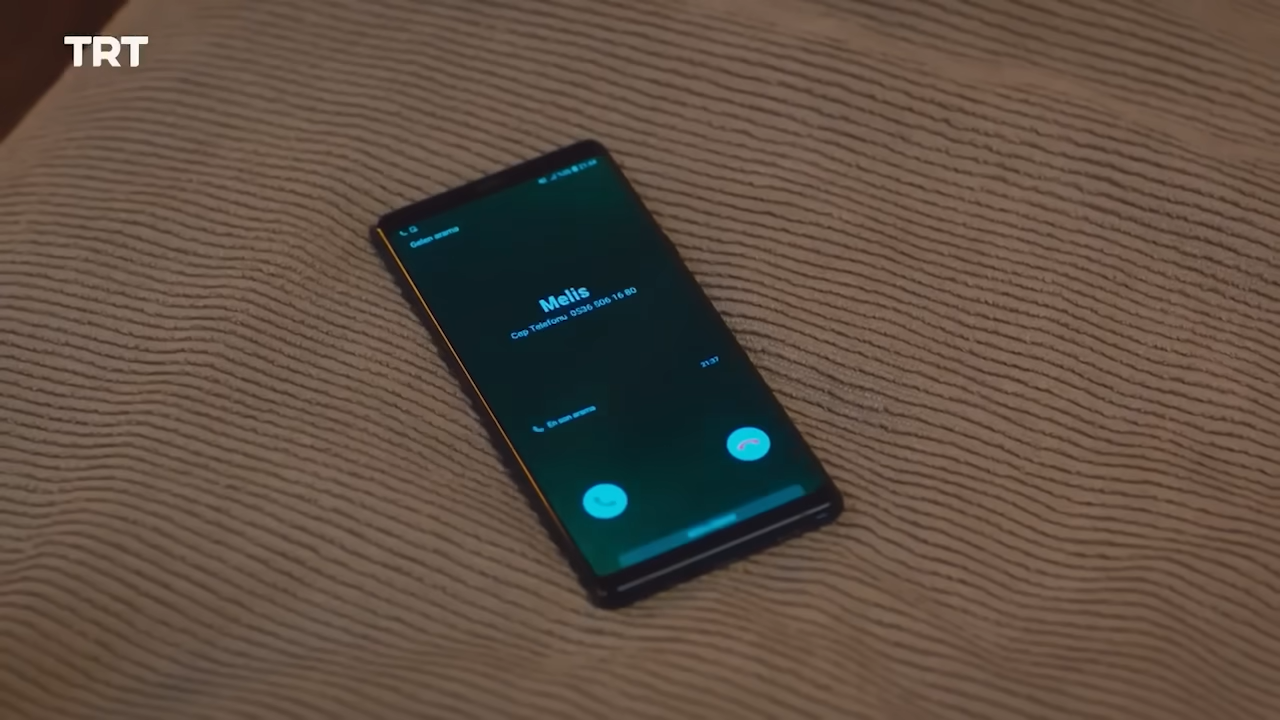 TRT
Gelen arama
Melis
Cep Telefonu 0536 506 16 80
21:37
En son arama